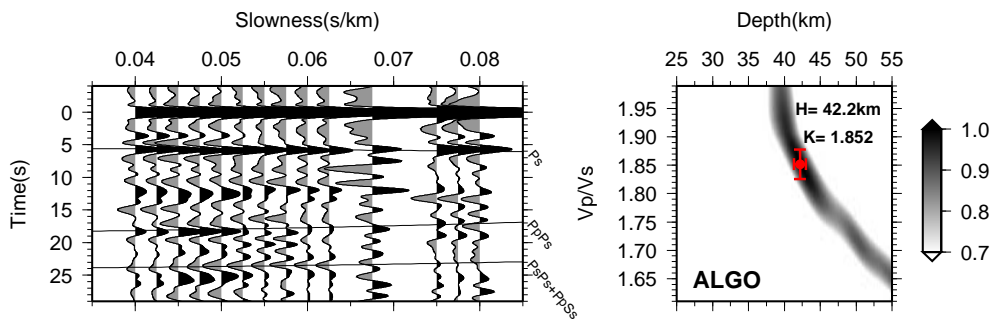 Slowness(s/km)
0.04 0.05 0.06 0.07 0.08
0
5
10
15
20
25
Time(s)
Ps
PpPs
PsPs+PpSs
Depth(km)
25 30 35 40 45 50 55
1.95
1.90
1.85
1.80
1.75
1.70
1.65
Vp/Vs
H= 42.2km
K= 1.852
ALGO
1.0
0.9
0.8
0.7